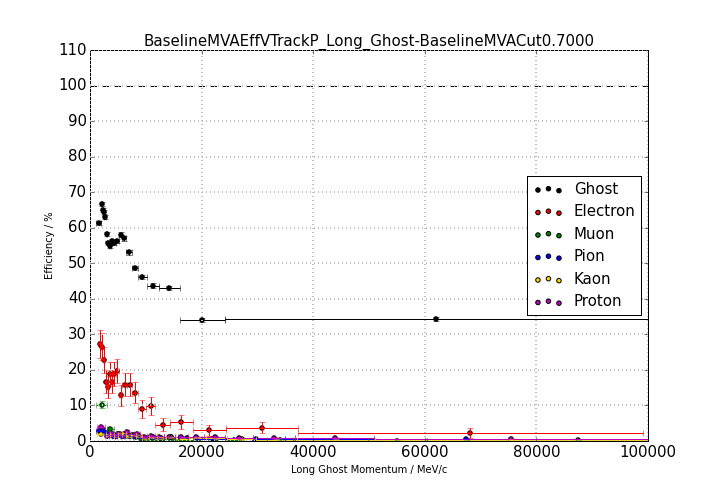 BaselineMVAEffVTrackP_Long_Ghost-BaselineMVACut0.7000
110
100
90
80
70
60
50
40
30
20
10
0
Efficiency / %
Ghost
Electron
Muon
Pion
Kaon
Proton
0 20000 40000 60000 80000 100000
Long Ghost Momentum / MeV/c